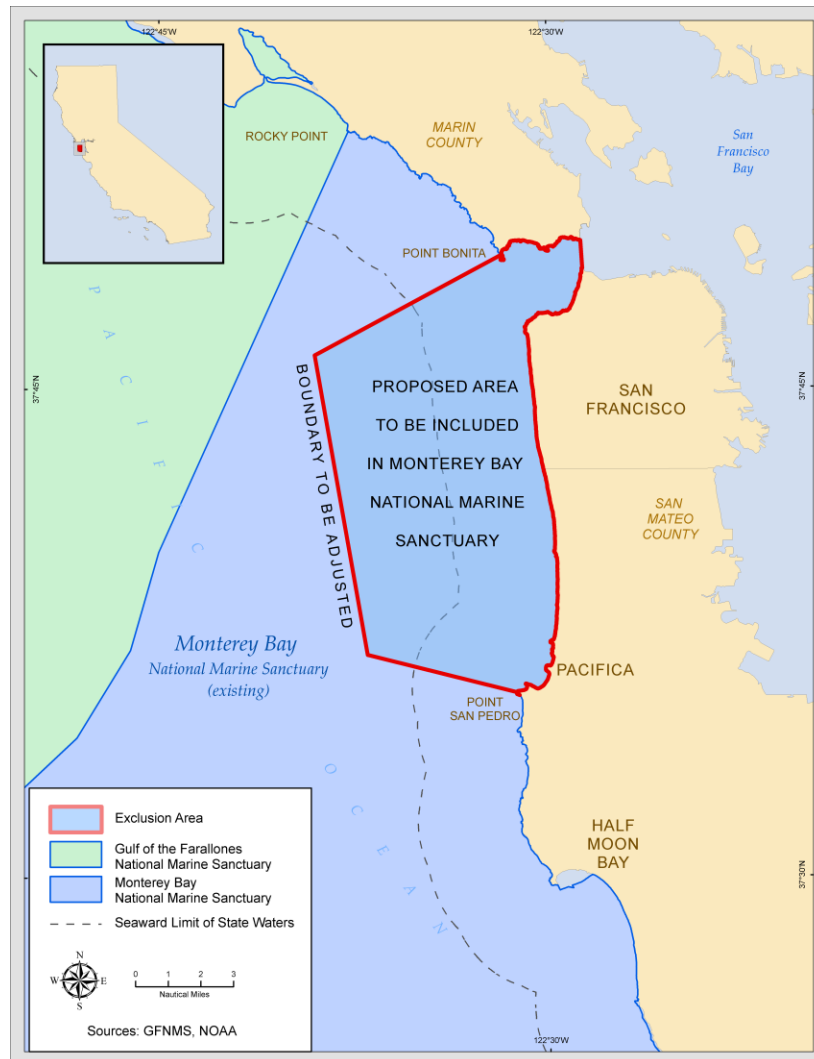 122°45'W
122°30'W
ROCKY POINT
MARIN
COUNTY
San
Francisco
Bay
POINT BONITA
PACIFIC
37°45'N
37°45'N
BOUNDARY TO BE ADJUSTED
PROPOSED AREA
TO BE INCLUDED
IN MONTEREY BAY
NATIONAL MARINE
SANCTUARY
SAN
FRANCISCO
SAN
MATEO
COUNTY
Monterey Bay
National Marine Sanctuary
(existing)
PACIFICA
POINT
SAN PEDRO
OCEAN
HALF
MOON
BAY
37°30'N
Exclusion Area
Gulf of the Farallones
National Marine Sanctuary
Monterey Bay
National Marine Sanctuary
Seaward Limit of State Waters
N
W
E
S
0 1 2 3
Nautical Miles
Sources: GFNMS, NOAA
122°30'W